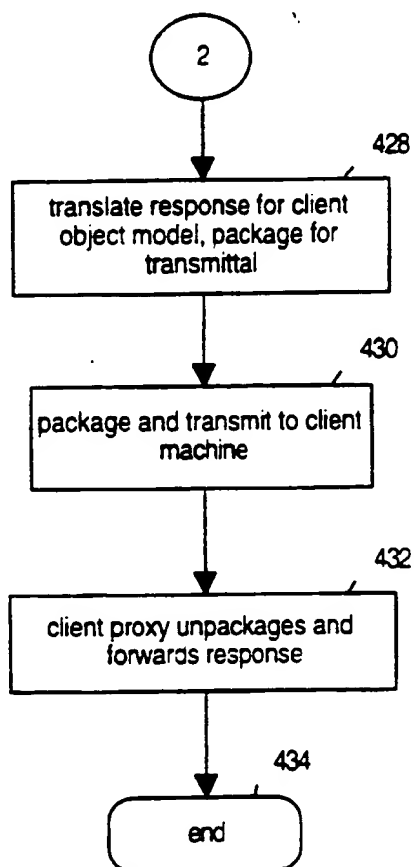 2
428
translate response for client
object model, package for
transmittal
430
package and transmit to client
machine
432
client proxy unpackages and
forwards response
434
end